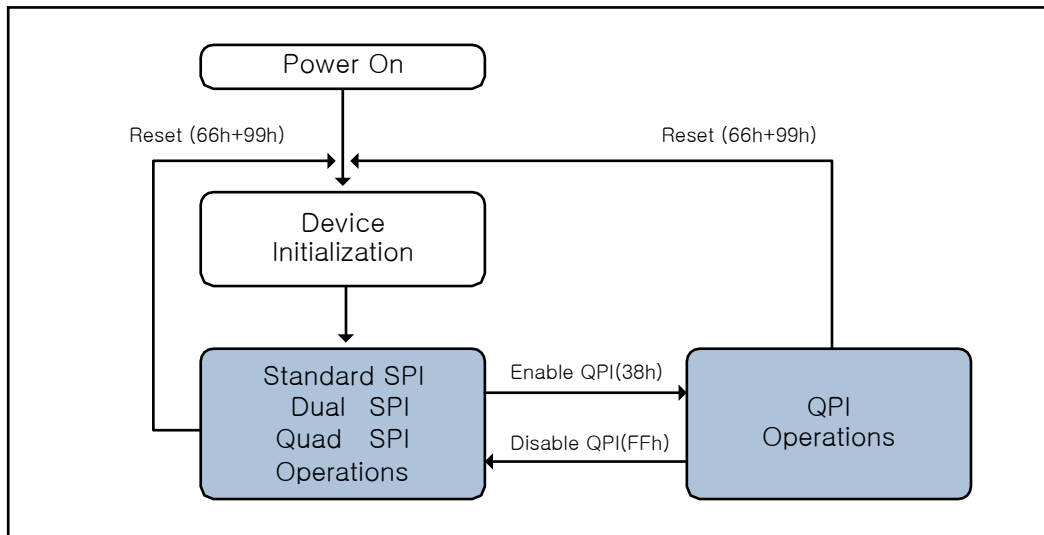 Power On
Reset (66h+99h)
Reset (66h+99h)
Device
Initialization
Standard SPI
Dual SPI
Quad SPI
Operations
Enable QPI(38h)
Disable QPI(FFh)
QPI
Operations